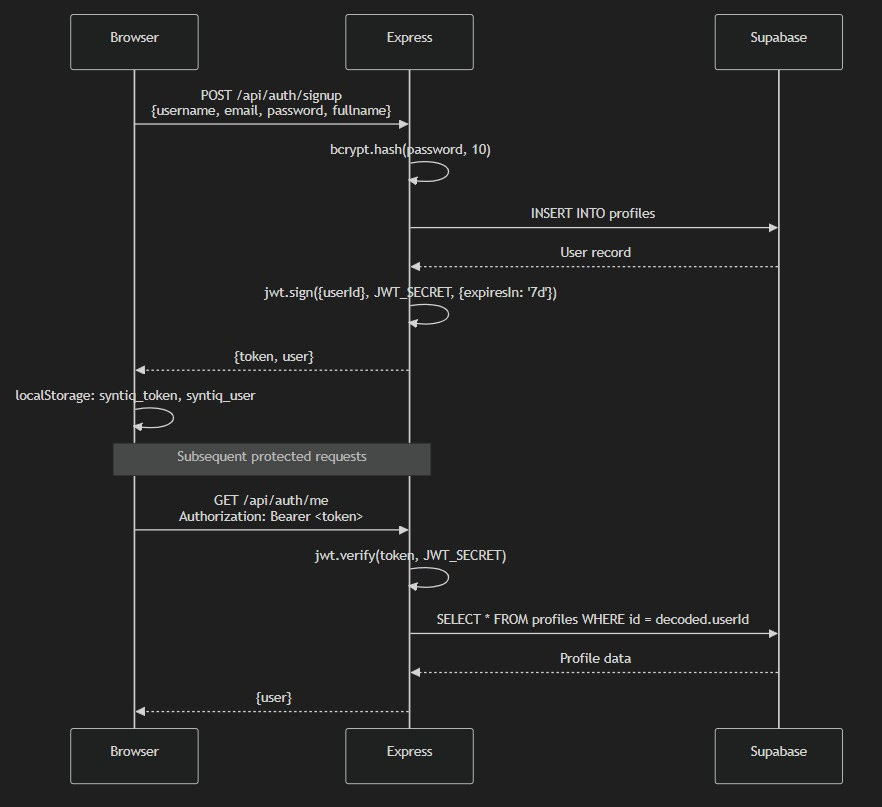 Browser
Express
Supabase
POST /api/auth/signup
{username, email, password, fullname}
bcrypt.hash(password, 10)
INSERT INTO profiles
User record
jwt.sign({userId}, JWT_SECRET, {expiresIn: '7d'})
{token, user}
localStorage: syntiq_token, syntiq_user
Subsequent protected requests
GET /api/auth/me
Authorization: Bearer <token>
jwt.verify(token, JWT_SECRET)
SELECT * FROM profiles WHERE id = decoded.userId
Profile data
{user}
Browser
Express
Supabase